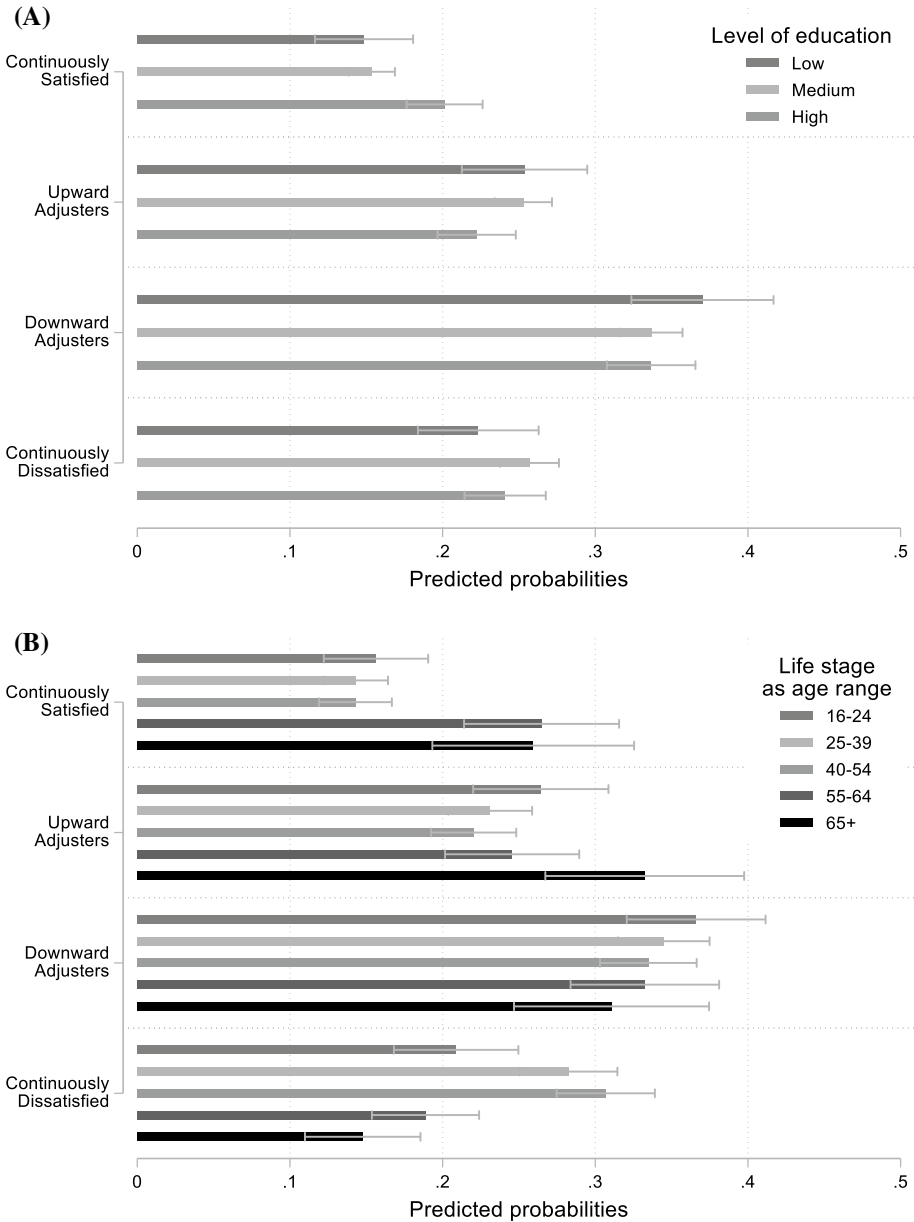 (A)
Level of education
Low
Medium
High
Continuously
Satisfied
Upward
Adjusters
Downward
Adjusters
Continuously
Dissatisfied
0 .1 .2 .3 .4 .5
Predicted probabilities
(B)
Life stage
as age range
16-24
25-39
40-54
55-64
65+
Continuously
Satisfied
Upward
Adjusters
Downward
Adjusters
Continuously
Dissatisfied
0 .1 .2 .3 .4 .5
Predicted probabilities